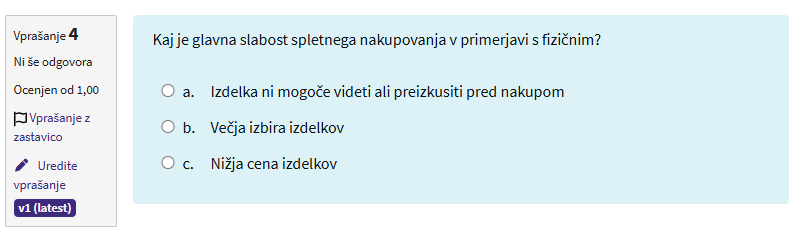 Vprašanje 4
Ni še odgovora
Ocenjen od 1,00
Vprašanje z
zastavico
Uredite
vprašanje
v1 (latest)
Kaj je glavna slabost spletnega nakupovanja v primerjavi s fizičnim?
a. Izdelka ni mogoče videti ali preizkusiti pred nakupom
b. Večja izbira izdelkov
c. Nižja cena izdelkov